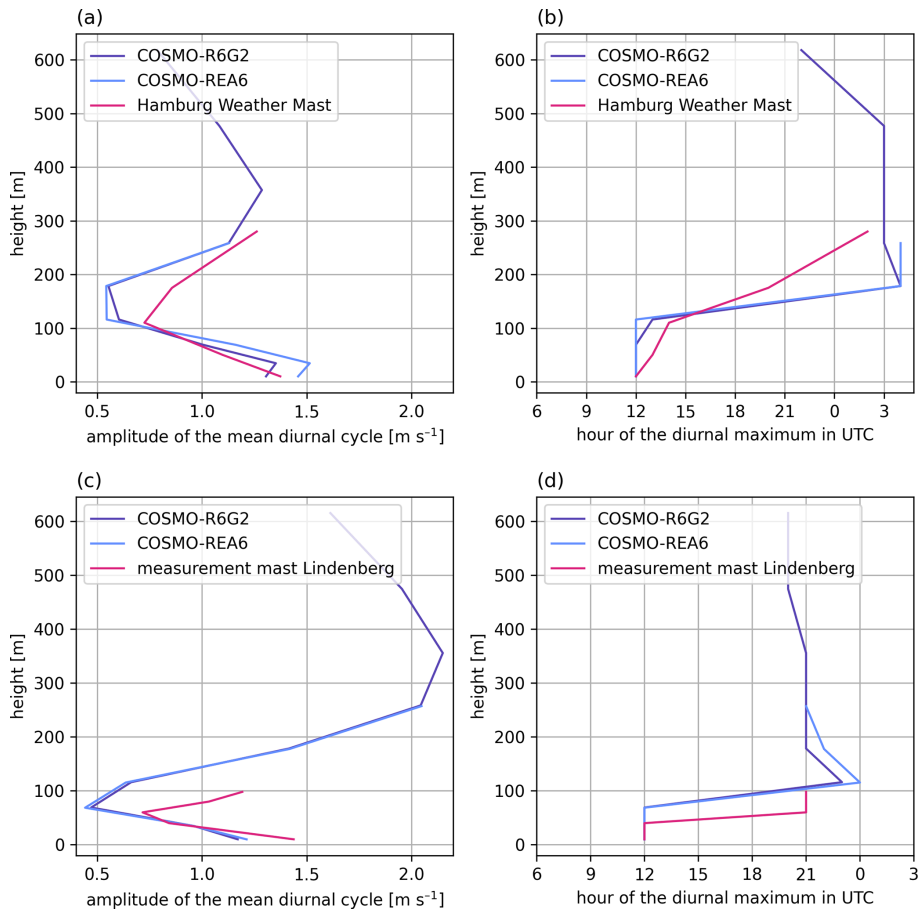 (a)
COSMO-R6G2
COSMO-REA6
Hamburg Weather Mast
600
500
400
300
200
100
0
height [m]
0.5 1.0 1.5 2.0
amplitude of the mean diurnal cycle [m s⁻¹]
(b)
COSMO-R6G2
COSMO-REA6
Hamburg Weather Mast
600
500
400
300
200
100
0
height [m]
6 9 12 15 18 21 0 3
hour of the diurnal maximum in UTC
(c)
COSMO-R6G2
COSMO-REA6
measurement mast Lindenberg
600
500
400
300
200
100
0
height [m]
0.5 1.0 1.5 2.0
amplitude of the mean diurnal cycle [m s⁻¹]
(d)
COSMO-R6G2
COSMO-REA6
measurement mast Lindenberg
600
500
400
300
200
100
0
height [m]
6 9 12 15 18 21 0 3
hour of the diurnal maximum in UTC